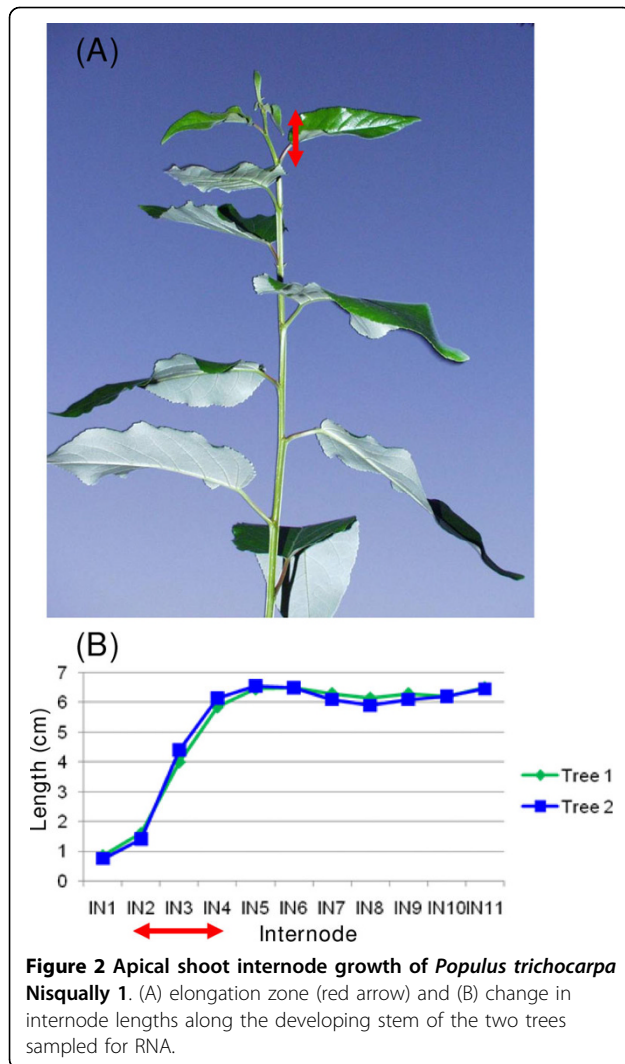 (A)
(B)
Length (cm)
7
6
5
4
3
2
1
0
IN1 IN2 IN3 IN4 IN5 IN6 IN7 IN8 IN9 IN10 IN11
Internode
Tree 1
Tree 2
Figure 2 Apical shoot internode growth of Populus trichocarpa
Nisqually 1. (A) elongation zone (red arrow) and (B) change in
internode lengths along the developing stem of the two trees
sampled for RNA.